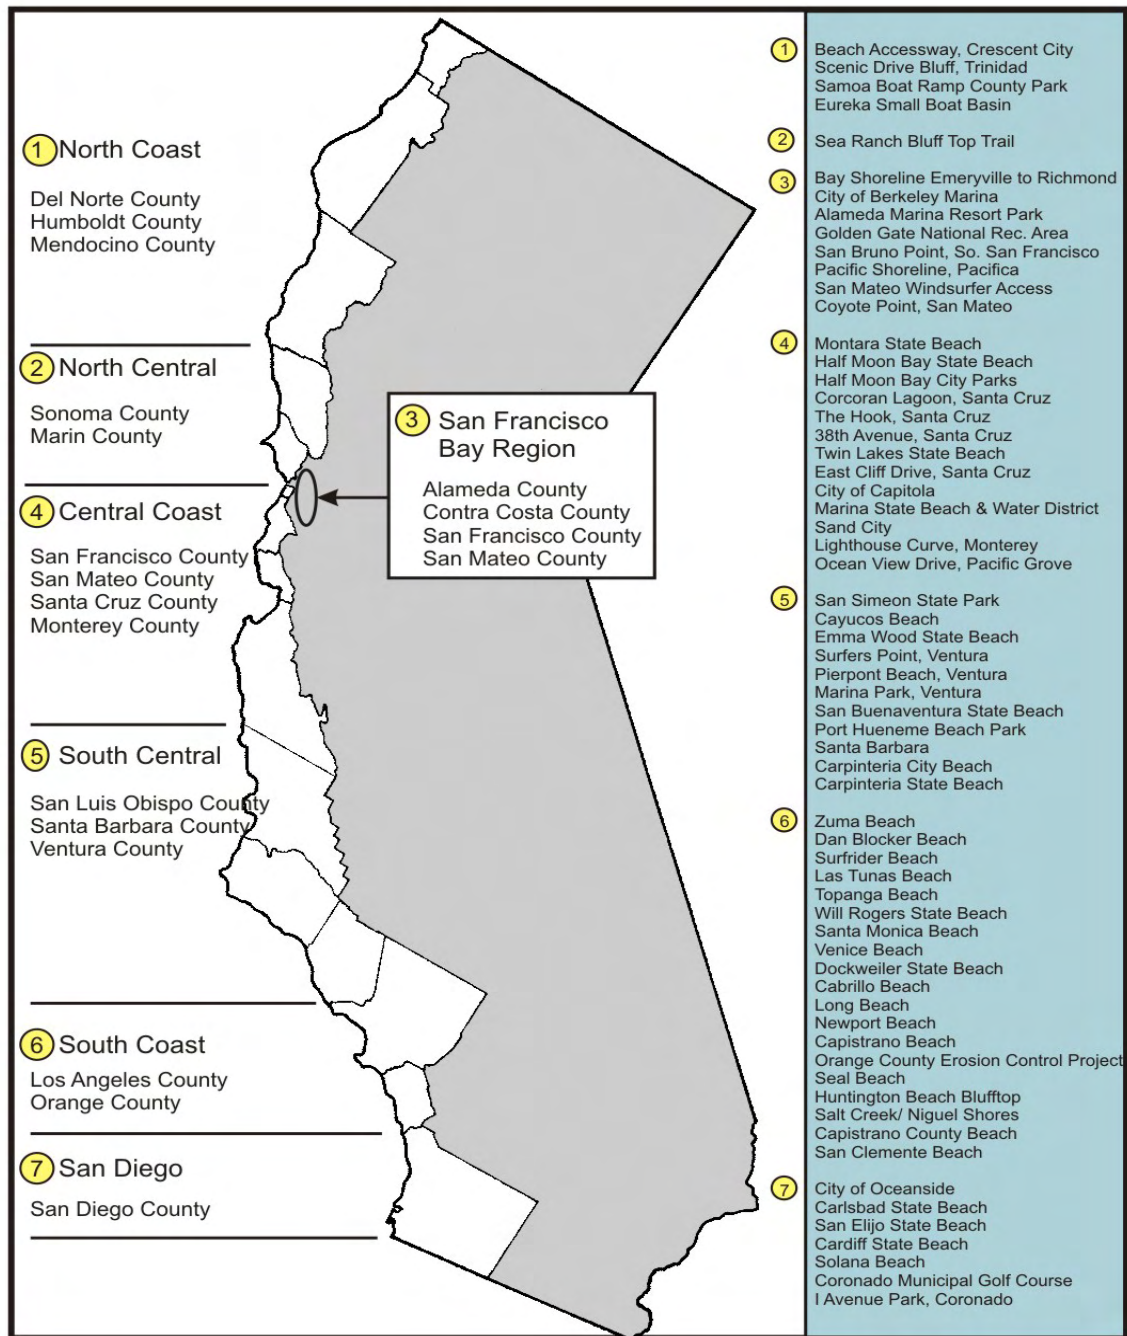 1 North Coast
Del Norte County
Humboldt County
Mendocino County
2 North Central
Sonoma County
Marin County
3 San Francisco
Bay Region
Alameda County
Contra Costa County
San Francisco County
San Mateo County
4 Central Coast
San Francisco County
San Mateo County
Santa Cruz County
Monterey County
5 South Central
San Luis Obispo County
Santa Barbara County
Ventura County
6 South Coast
Los Angeles County
Orange County
7 San Diego
San Diego County
1 Beach Accessway, Crescent City
Scenic Drive Bluff, Trinidad
Samoa Boat Ramp County Park
Eureka Small Boat Basin
2 Sea Ranch Bluff Top Trail
3 Bay Shoreline Emeryville to Richmond
City of Berkeley Marina
Alameda Marina Resort Park
Golden Gate National Rec. Area
San Bruno Point, So. San Francisco
Pacific Shoreline, Pacifica
San Mateo Windsurfer Access
Coyote Point, San Mateo
4 Montara State Beach
Half Moon Bay State Beach
Half Moon Bay City Parks
Corcoran Lagoon, Santa Cruz
The Hook, Santa Cruz
38th Avenue, Santa Cruz
Twin Lakes State Beach
East Cliff Drive, Santa Cruz
City of Capitola
Marina State Beach & Water District
Sand City
Lighthouse Curve, Monterey
Ocean View Drive, Pacific Grove
5 San Simeon State Park
Cayucos Beach
Emma Wood State Beach
Surfers Point, Ventura
Pierpont Beach, Ventura
Marina Park, Ventura
San Buenaventura State Beach
Port Hueneme Beach Park
Santa Barbara
Carpinteria City Beach
Carpinteria State Beach
6 Zuma Beach
Dan Blocker Beach
Surfrider Beach
Las Tunas Beach
Topanga Beach
Will Rogers State Beach
Santa Monica Beach
Venice Beach
Dockweiler State Beach
Cabrillo Beach
Long Beach
Newport Beach
Capistrano Beach
Orange County Erosion Control Project
Seal Beach
Huntington Beach Blufftop
Salt Creek/ Niguel Shores
Capistrano County Beach
San Clemente Beach
7 City of Oceanside
Carlsbad State Beach
San Elijo State Beach
Cardiff State Beach
Solana Beach
Coronado Municipal Golf Course
I Avenue Park, Coronado